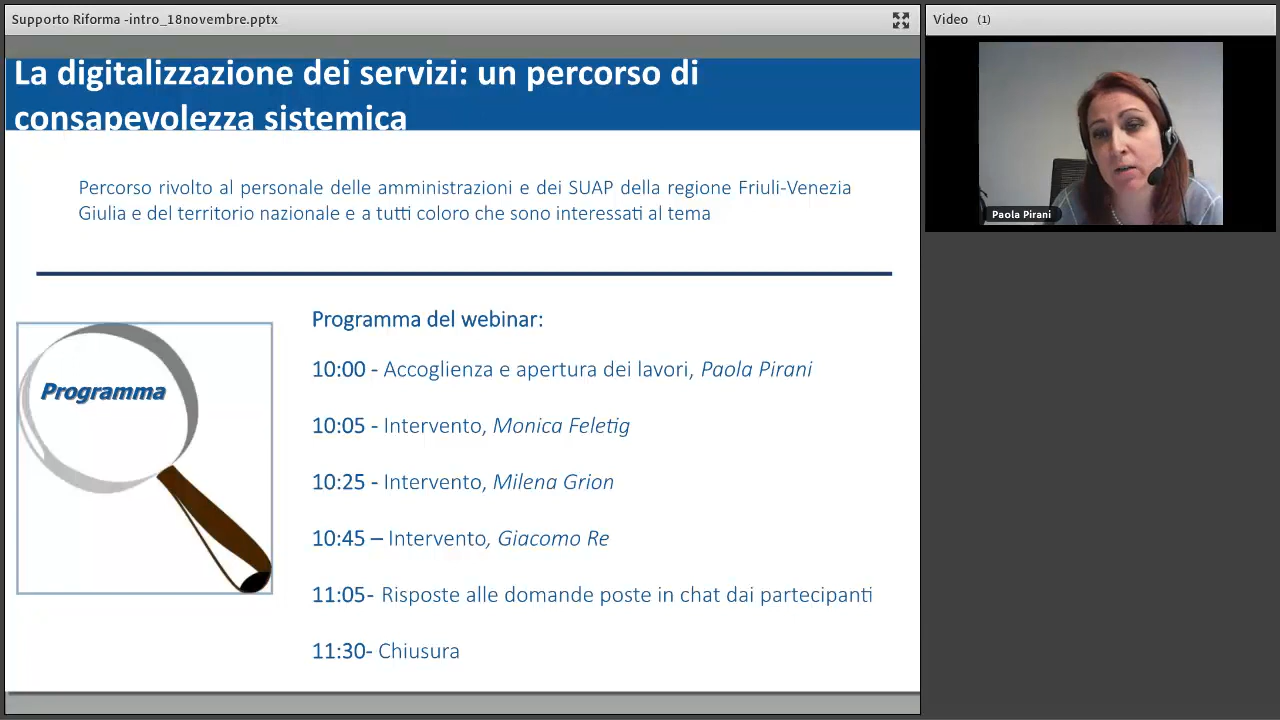 Supporto Riforma -intro_18novembre.pptx
Video (1)
La digitalizzazione dei servizi: un percorso di
consapevolezza sistemica
Paola Pirani
Percorso rivolto al personale delle amministrazioni e dei SUAP della regione Friuli-Venezia
Giulia e del territorio nazionale e a tutti coloro che sono interessati al tema
Programma
Programma del webinar:
10:00 - Accoglienza e apertura dei lavori, Paola Pirani
10:05 - Intervento, Monica Feletig
10:25 - Intervento, Milena Grion
10:45 – Intervento, Giacomo Re
11:05- Risposte alle domande poste in chat dai partecipanti
11:30- Chiusura